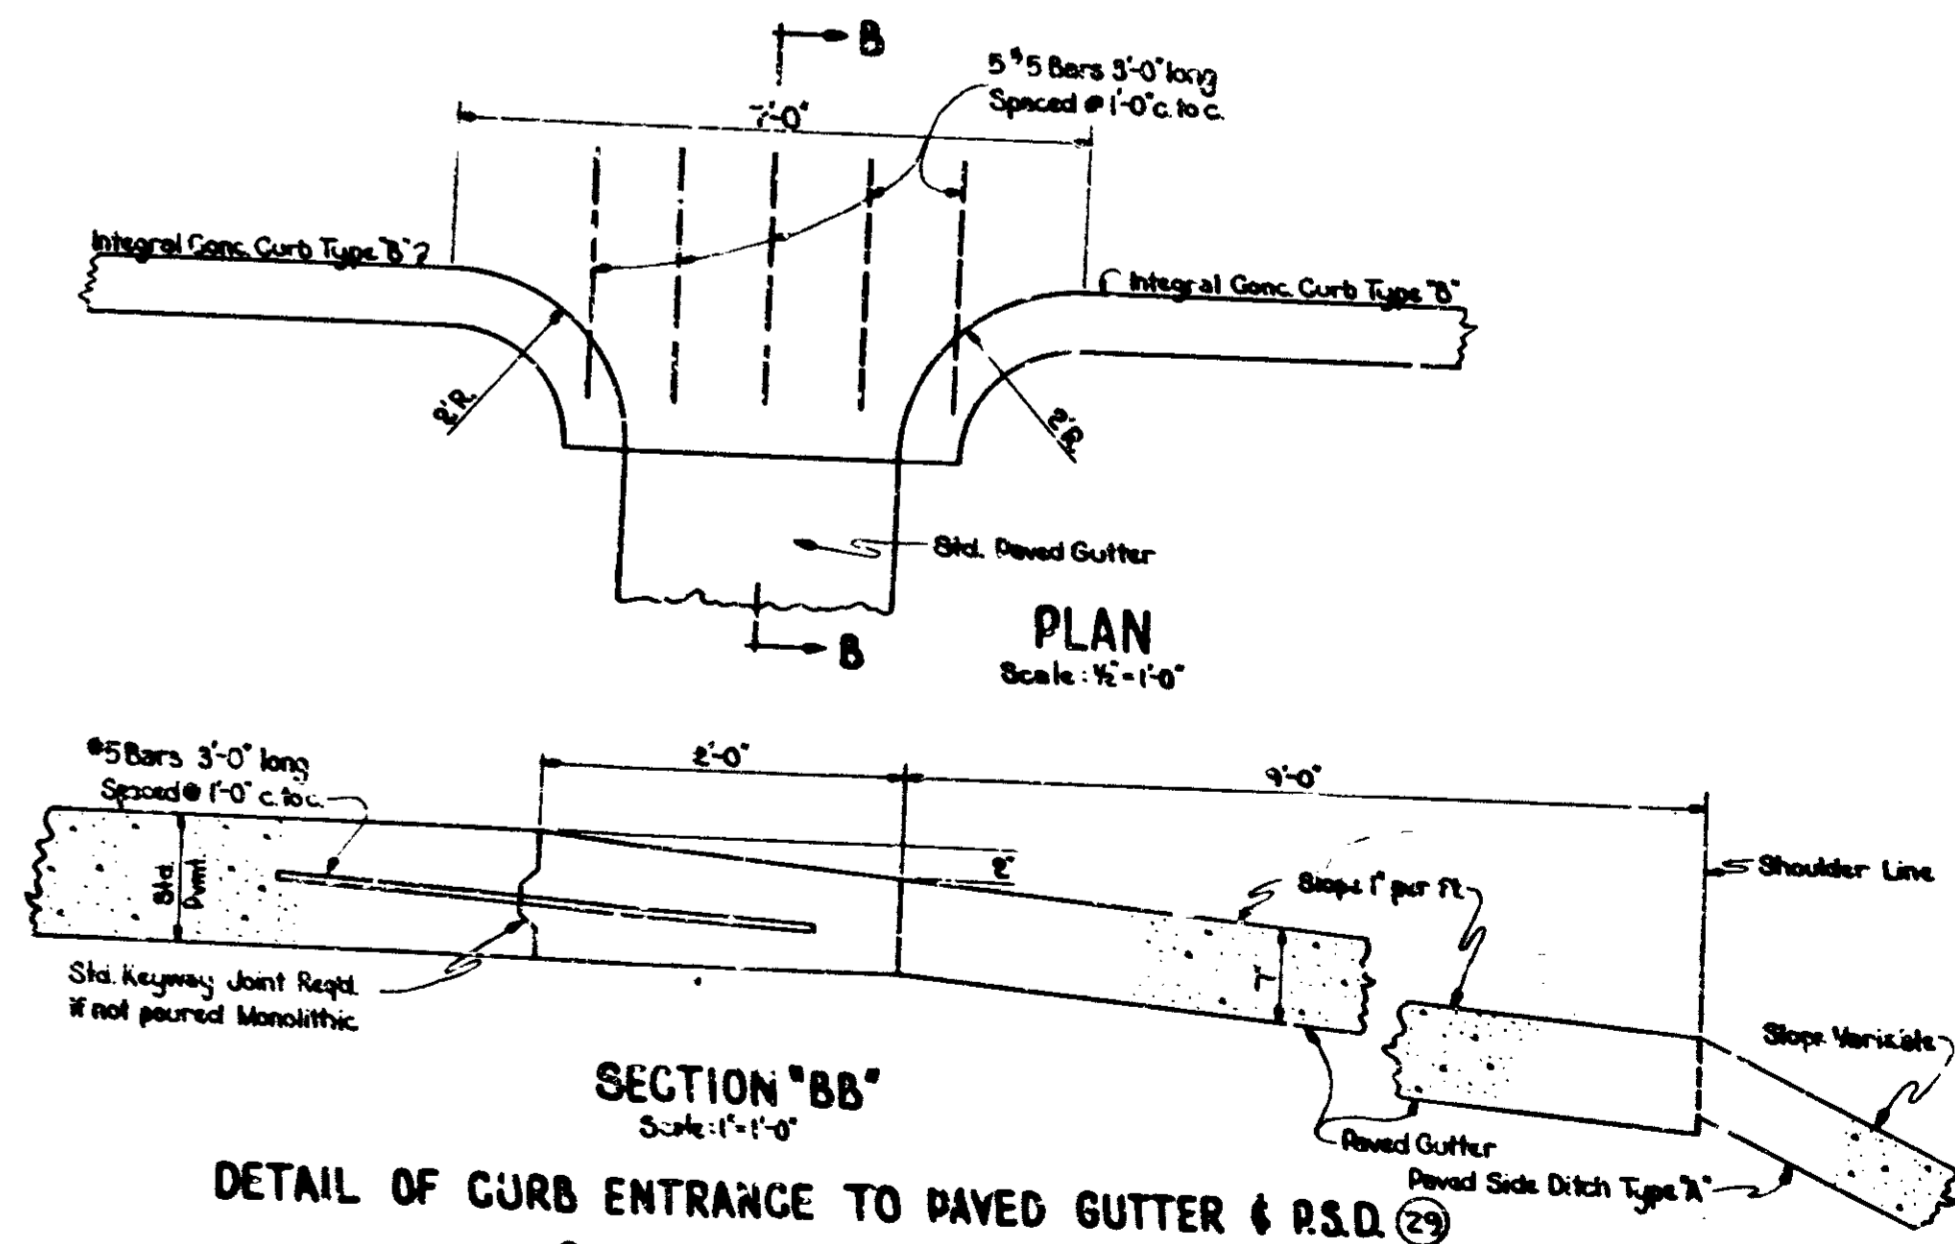 B
5 #5 Bars 3'-0" long
Spaced @ 1'-0" c. to c.
7'-0"
Integral Conc. Curb Type "B"
Integral Conc. Curb Type "B"
2'R.
2'R.
Std. Paved Gutter
B
PLAN
Scale: ½"=1'-0"
#5 Bars 3'-0" long
Spaced @ 1'-0" c. to c.
2'-0"
9'-0"
2"
Std.
Pvmt.
Slope 1" per ft.
Shoulder Line
7"
Std. Keyway Joint Reqd.
if not poured Monolithic
Slope Variable
SECTION "BB"
Scale: 1"=1'-0"
Paved Gutter
Paved Side Ditch Type "A"
DETAIL OF CURB ENTRANCE TO PAVED GUTTER & P.S.D. 29